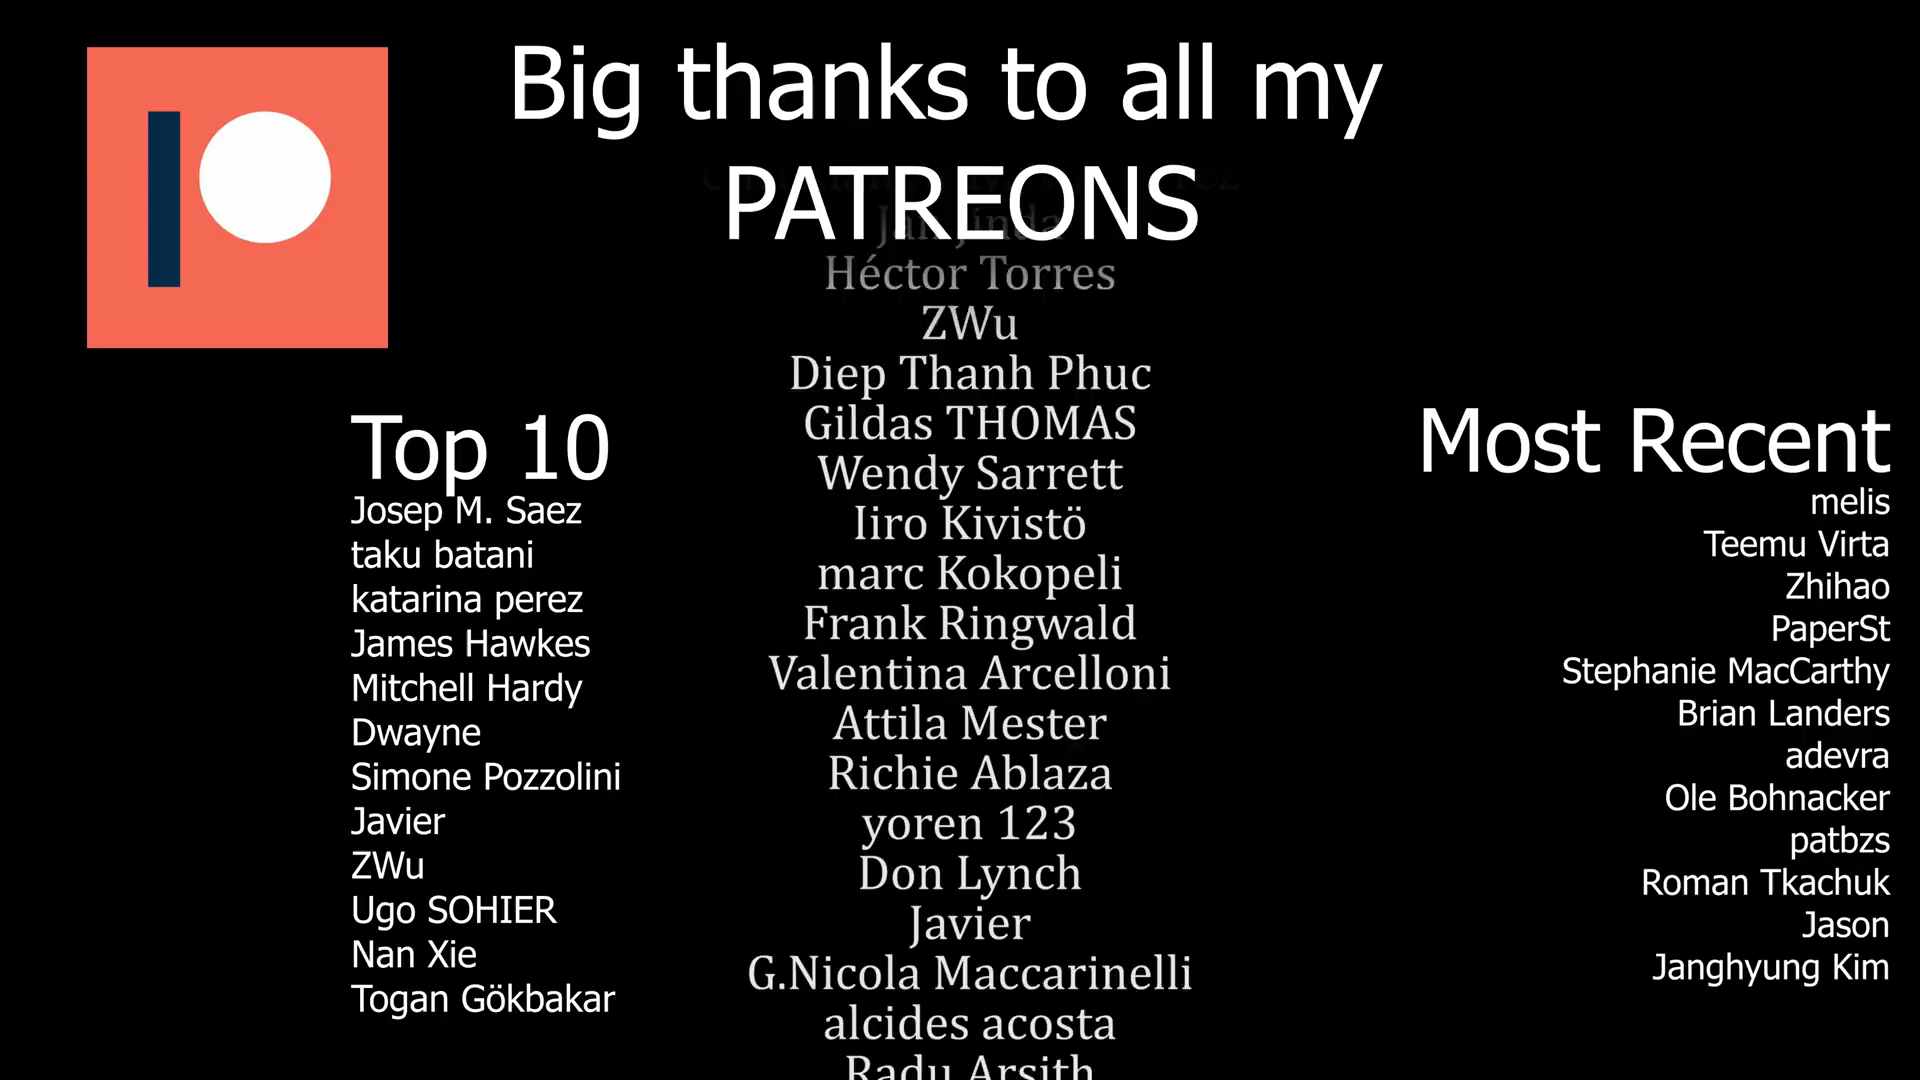 Big thanks to all my
PATREONS
Héctor Torres
ZWu
Diep Thanh Phuc
Gildas THOMAS
Wendy Sarrett
Iiro Kivistö
marc Kokopeli
Frank Ringwald
Valentina Arcelloni
Attila Mester
Richie Ablaza
yoren 123
Don Lynch
Javier
G.Nicola Maccarinelli
alcides acosta
Radu Arsith
Top 10
Josep M. Saez
taku batani
katarina perez
James Hawkes
Mitchell Hardy
Dwayne
Simone Pozzolini
Javier
ZWu
Ugo SOHIER
Nan Xie
Togan Gökbakar
Most Recent
melis
Teemu Virta
Zhihao
PaperSt
Stephanie MacCarthy
Brian Landers
adevra
Ole Bohnacker
patbzs
Roman Tkachuk
Jason
Janghyung Kim